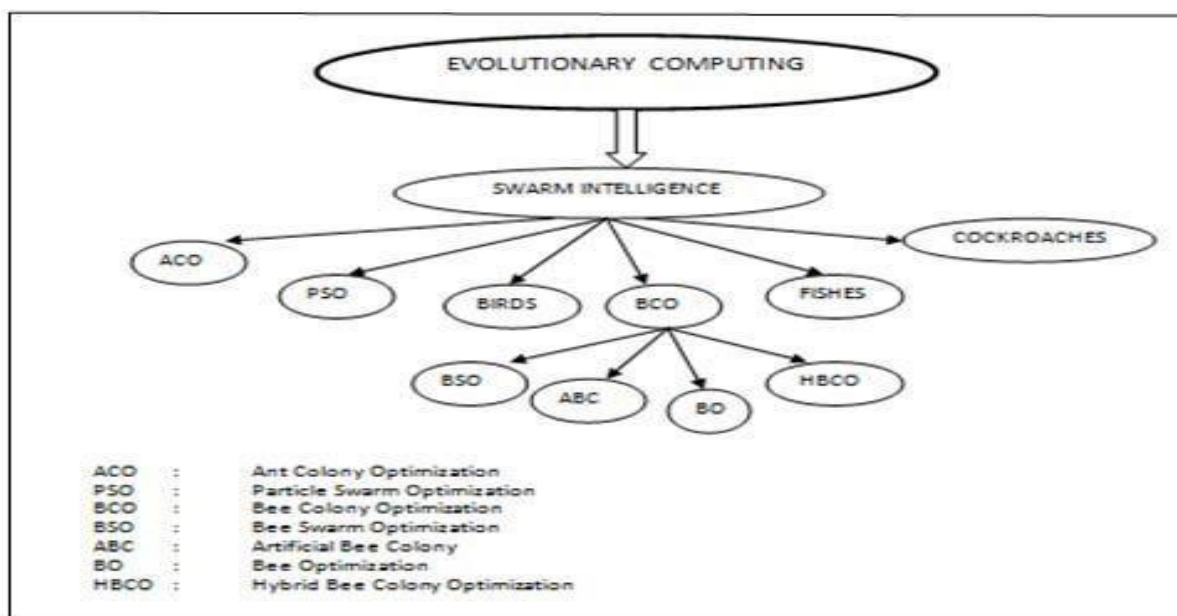 EVOLUTIONARY COMPUTING
SWARM INTELLIGENCE
COCKROACHES
ACO
PSO
BIRDS
BCO
FISHES
BSO
ABC
BO
HBCO
ACO : Ant Colony Optimization
PSO : Particle Swarm Optimization
BCO : Bee Colony Optimization
BSO : Bee Swarm Optimization
ABC : Artificial Bee Colony
BO : Bee Optimization
HBCO : Hybrid Bee Colony Optimization